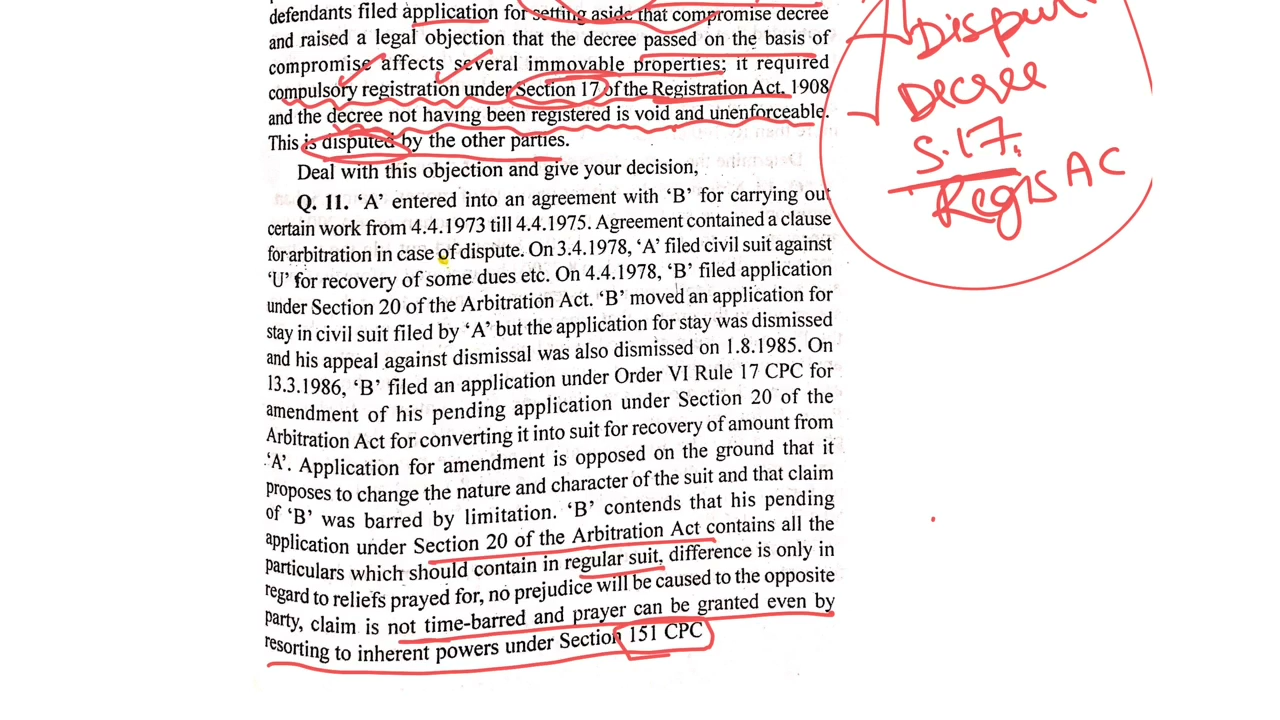 defendants filed application for setting aside that compromise decree
and raised a legal objection that the decree passed on the basis of
compromise affects several immovable properties; it required
compulsory registration under Section 17 of the Registration Act, 1908
and the decree not having been registered is void and unenforceable.
This is disputed by the other parties.
Deal with this objection and give your decision,
Q. 11. ‘A’ entered into an agreement with ‘B’ for carrying out
certain work from 4.4.1973 till 4.4.1975. Agreement contained a clause
for arbitration in case of dispute. On 3.4.1978, ‘A’ filed civil suit against
‘U’ for recovery of some dues etc. On 4.4.1978, ‘B’ filed application
under Section 20 of the Arbitration Act. ‘B’ moved an application for
stay in civil suit filed by ‘A’ but the application for stay was dismissed
and his appeal against dismissal was also dismissed on 1.8.1985. On
13.3.1986, ‘B’ filed an application under Order VI Rule 17 CPC for
amendment of his pending application under Section 20 of the
Arbitration Act for converting it into suit for recovery of amount from
‘A’. Application for amendment is opposed on the ground that it
proposes to change the nature and character of the suit and that claim
of ‘B’ was barred by limitation. ‘B’ contends that his pending
application under Section 20 of the Arbitration Act contains all the
particulars which should contain in regular suit, difference is only in
regard to reliefs prayed for, no prejudice will be caused to the opposite
party, claim is not time-barred and prayer can be granted even by
resorting to inherent powers under Section 151 CPC
Disput
Decree
S.17.
Regis AC